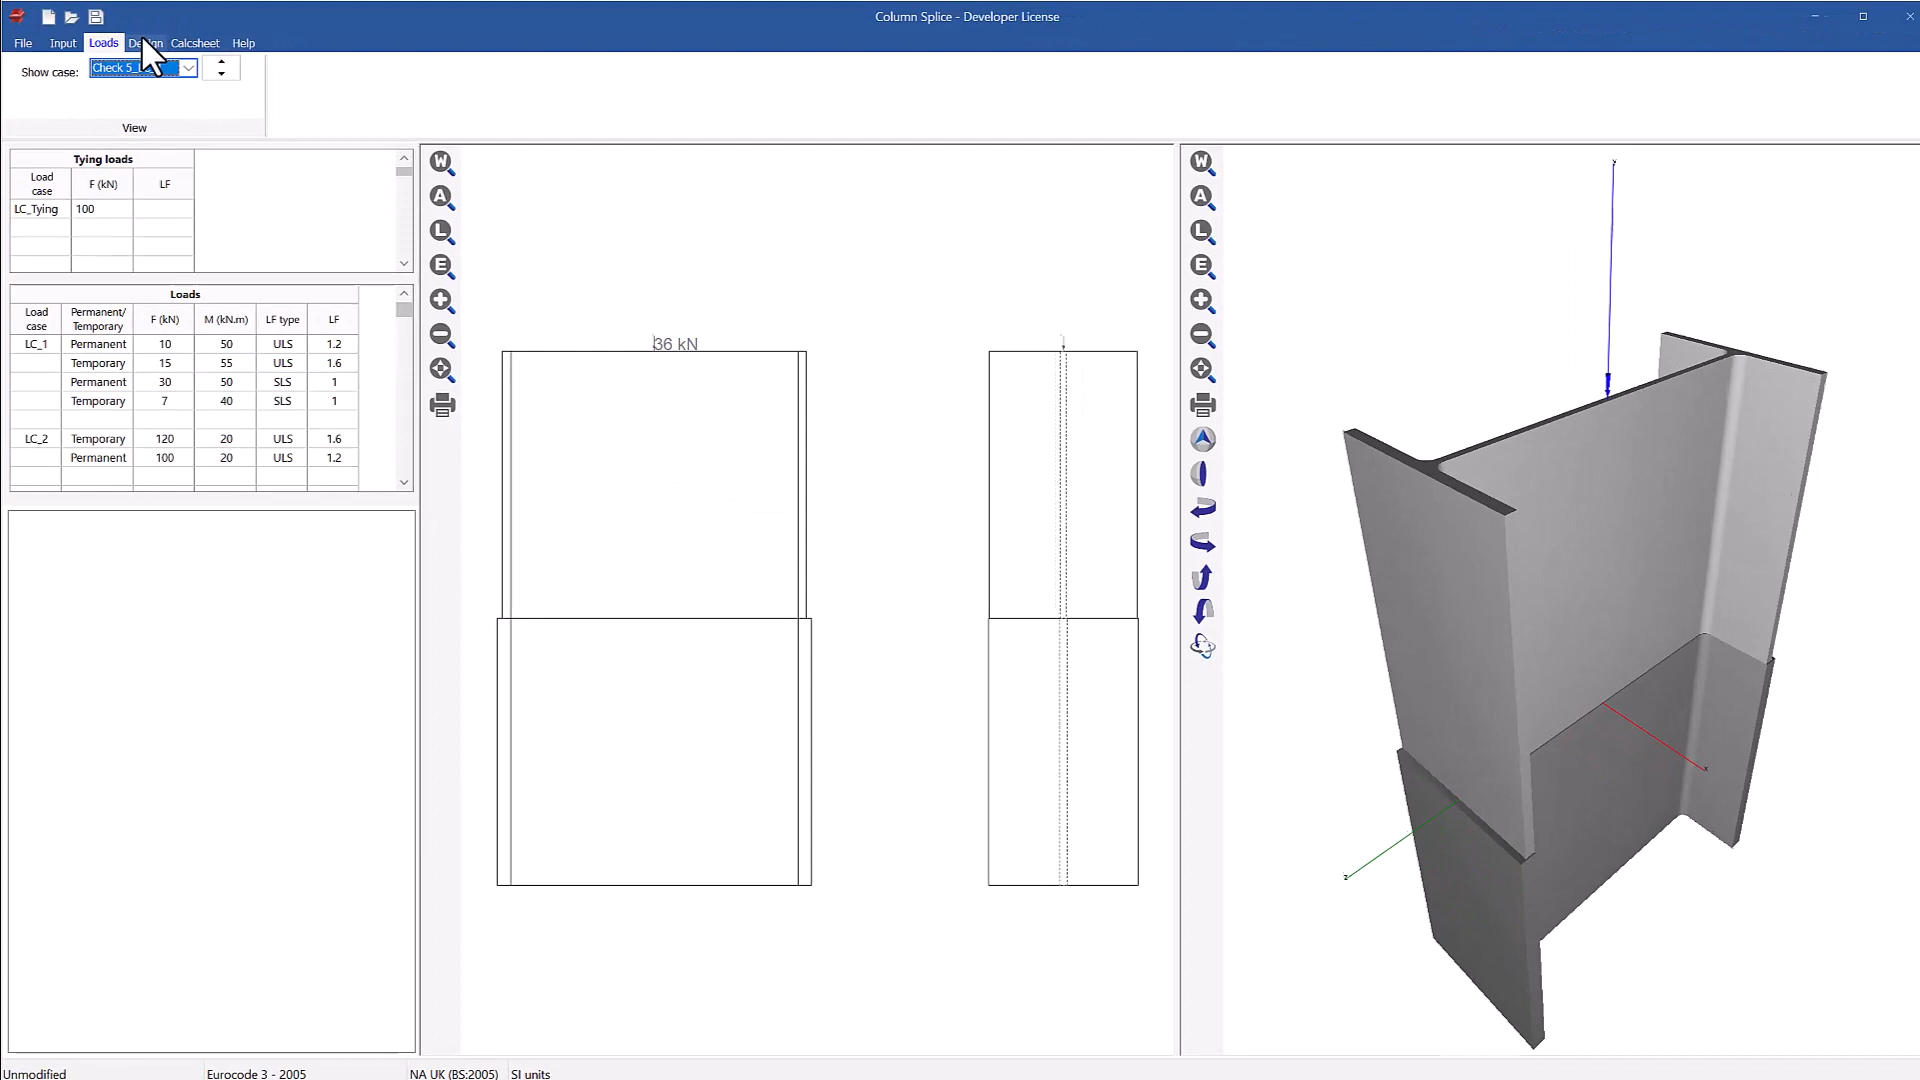 Column Splice - Developer License
File Input Loads Design Calcsheet Help
Show case: Check 5_
View
Tying loads
Load case F (kN) LF
LC_Tying 100
Loads
Load case Permanent/ Temporary F (kN) M (kN.m) LF type LF
LC_1 Permanent 10 50 ULS 1.2
Temporary 15 55 ULS 1.6
Permanent 30 50 SLS 1
Temporary 7 40 SLS 1
LC_2 Temporary 120 20 ULS 1.6
Permanent 100 20 ULS 1.2
W
A
L
E
36 kN
W
A
L
E
x
z
Unmodified Eurocode 3 - 2005 NA UK (BS:2005) SI units